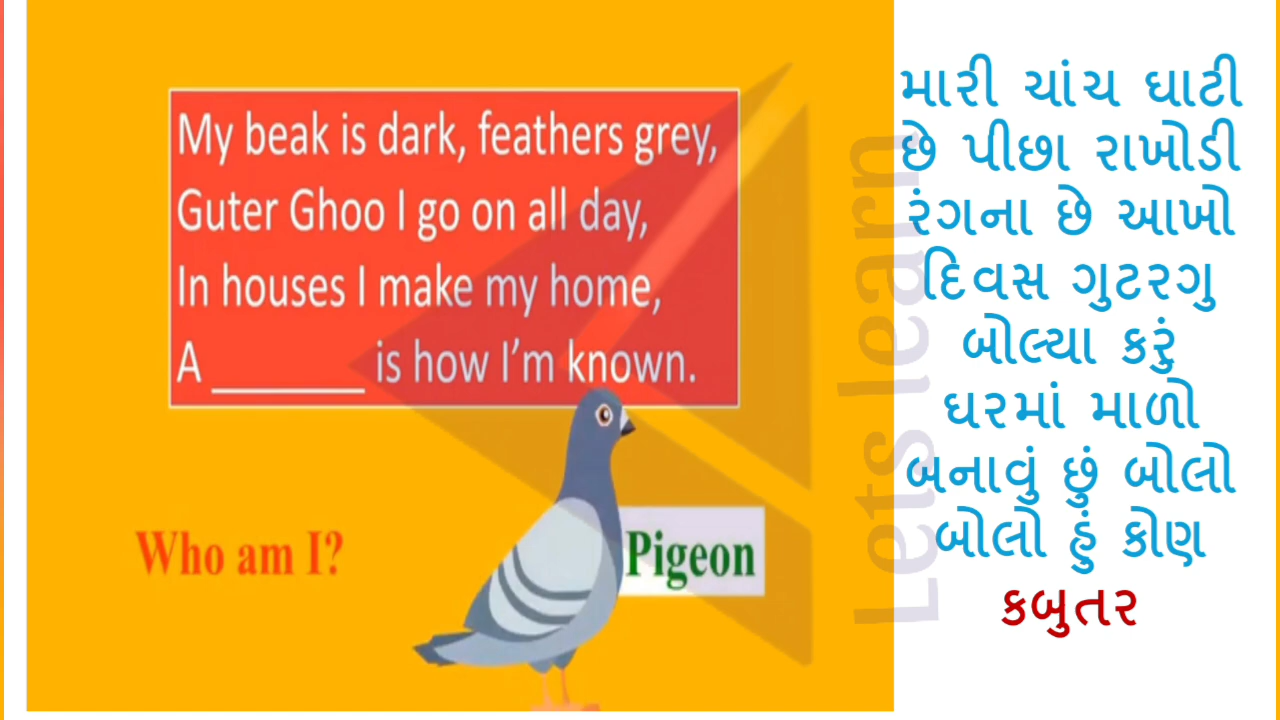 My beak is dark, feathers grey,
Guter Ghoo I go on all day,
In houses I make my home,
A ________ is how I'm known.
Who am I?
Pigeon
Lets learn
મારી ચાંચ ઘાટી
છે પીછા રાખોડી
રંગના છે આખો
દિવસ ગુટરગુ
બોલ્યા કરું
ઘરમાં માળો
બનાવું છું બોલો
બોલો હું કોણ
કબુતર